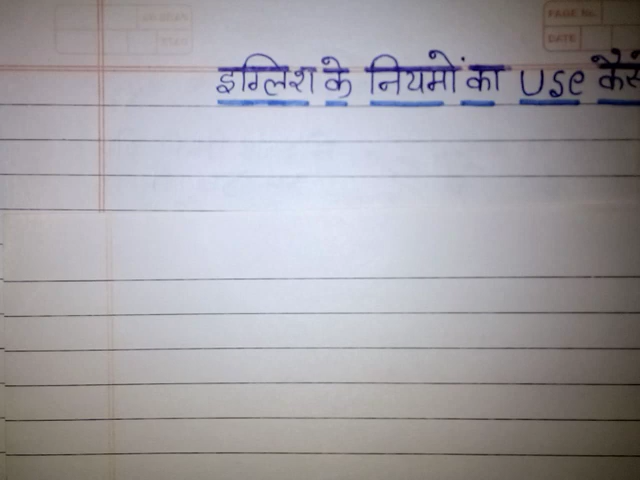 PAGE No.
DATE
इग्लिश के नियमों का Use कैसे